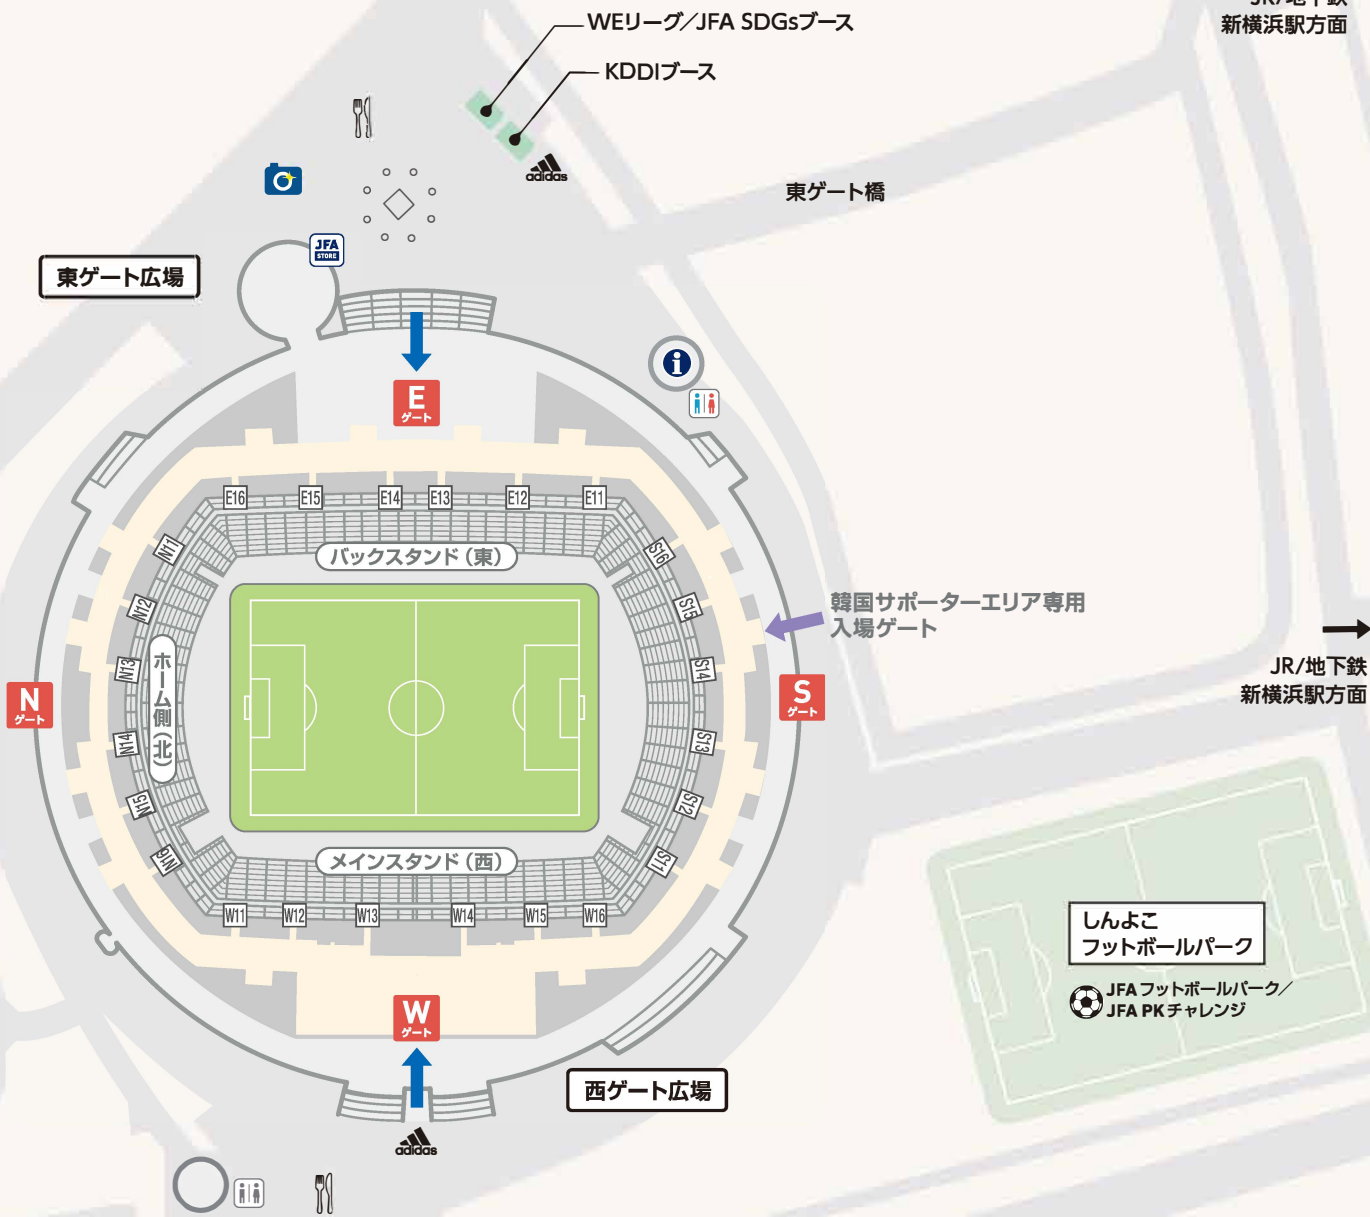 WEリーグ／JFA SDGsブース
JR/地下鉄
新横浜駅方面
KDDIブース
adidas
東ゲート橋
JFA
STORE
東ゲート広場
i
E
ゲート
E16
E15
E14
E13
E12
E11
N11
S16
バックスタンド（東）
N12
S15
韓国サポーターエリア専用
入場ゲート
N13
S14
ホーム側（北）
JR/地下鉄
新横浜駅方面
N
ゲート
S
ゲート
N14
S13
N15
S12
N16
S11
メインスタンド（西）
W11
W12
W13
W14
W15
W16
しんよこ
フットボールパーク
JFA フットボールパーク／
JFA PK チャレンジ
W
ゲート
西ゲート広場
adidas